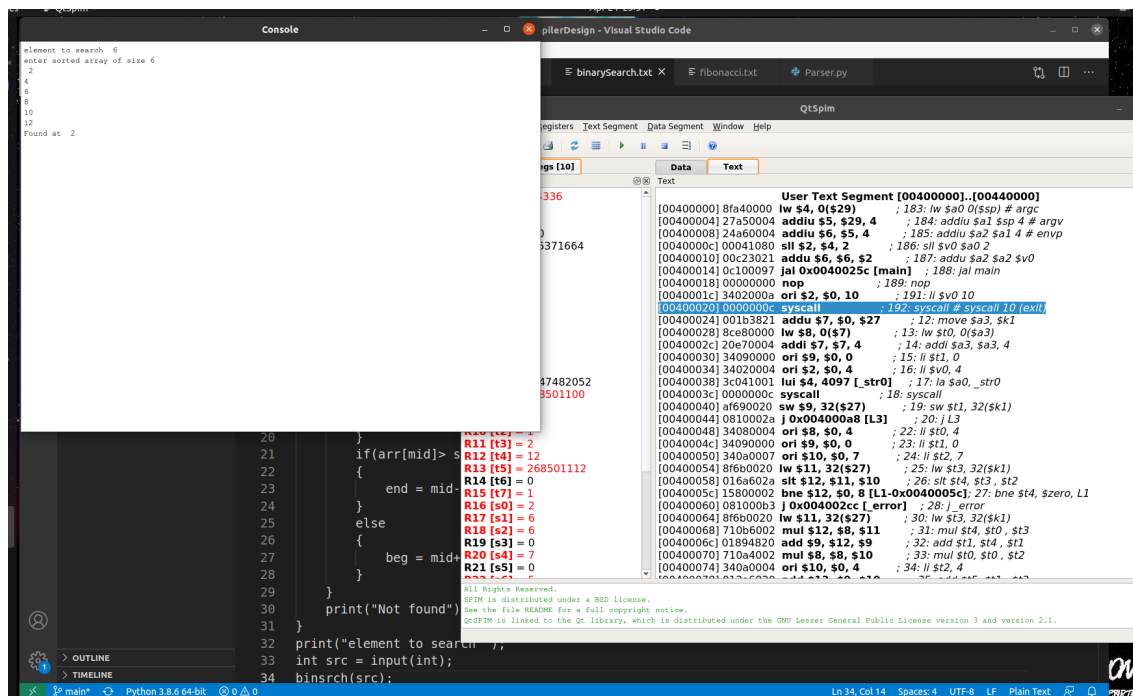 QtSpim
Console
element to search  6
enter sorted array of size 6
2
4
6
8
10
12
Found at  2
pilerDesign - Visual Studio Code
binarySearch.txt
fibonacci.txt
Parser.py
QtSpim
egisters Text Segment Data Segment Window Help
egs [10]
Data
Text
Text
336
5371664
47482052
8501100
R11 [t3] = 2
R12 [t4] = 12
R13 [t5] = 268501112
R14 [t6] = 0
R15 [t7] = 1
R16 [s0] = 2
R17 [s1] = 6
R18 [s2] = 6
R19 [s3] = 0
R20 [s4] = 7
R21 [s5] = 0
User Text Segment [00400000]..[00440000]
[00400000] 8fa40000 lw $4, 0($29) ; 183: lw $a0 0($sp) # argc
[00400004] 27a50004 addiu $5, $29, 4 ; 184: addiu $a1 $sp 4 # argv
[00400008] 24a60004 addiu $6, $5, 4 ; 185: addiu $a2 $a1 4 # envp
[0040000c] 00041080 sll $2, $4, 2 ; 186: sll $v0 $a0 2
[00400010] 00c23021 addu $6, $6, $2 ; 187: addu $a2 $a2 $v0
[00400014] 0c100097 jal 0x0040025c [main] ; 188: jal main
[00400018] 00000000 nop ; 189: nop
[0040001c] 3402000a ori $2, $0, 10 ; 191: li $v0 10
[00400020] 0000000c syscall ; 192: syscall # syscall 10 (exit)
[00400024] 001b3821 addu $7, $0, $27 ; 12: move $a3, $k1
[00400028] 8ce80000 lw $8, 0($7) ; 13: lw $t0, 0($a3)
[0040002c] 20e70004 addi $7, $7, 4 ; 14: addi $a3, $a3, 4
[00400030] 34090000 ori $9, $0, 0 ; 15: li $t1, 0
[00400034] 34020004 ori $2, $0, 4 ; 16: li $v0, 4
[00400038] 3c041001 lui $4, 4097 [_str0] ; 17: la $a0, _str0
[0040003c] 0000000c syscall ; 18: syscall
[00400040] af690020 sw $9, 32($27) ; 19: sw $t1, 32($k1)
[00400044] 0810002a j 0x004000a8 [L3] ; 20: j L3
[00400048] 34080004 ori $8, $0, 4 ; 22: li $t0, 4
[0040004c] 34090000 ori $9, $0, 0 ; 23: li $t1, 0
[00400050] 340a0007 ori $10, $0, 7 ; 24: li $t2, 7
[00400054] 8f6b0020 lw $11, 32($27) ; 25: lw $t3, 32($k1)
[00400058] 016a602a slt $12, $11, $10 ; 26: slt $t4, $t3 , $t2
[0040005c] 15800002 bne $12, $0, 8 [L1-0x0040005c]; 27: bne $t4, $zero, L1
[00400060] 081000b3 j 0x004002cc [_error] ; 28: j _error
[00400064] 8f6b0020 lw $11, 32($27) ; 30: lw $t3, 32($k1)
[00400068] 710b6002 mul $12, $8, $11 ; 31: mul $t4, $t0 , $t3
[0040006c] 01894820 add $9, $12, $9 ; 32: add $t1, $t4 , $t1
[00400070] 710a4002 mul $8, $8, $10 ; 33: mul $t0, $t0 , $t2
[00400074] 340a0004 ori $10, $0, 4 ; 34: li $t2, 4
All Rights Reserved.
SPIM is distributed under a BSD license.
See the file README for a full copyright notice.
QtSPIM is linked to the Qt library, which is distributed under the GNU Lesser General Public License version 3 and version 2.1.
20 }
21 if(arr[mid]> s
22 {
23 end = mid-
24 }
25 else
26 {
27 beg = mid+
28 }
29 }
30 print("Not found")
31 }
32 print("element to search ");
33 int src = input(int);
34 binsrch(src);
OUTLINE
TIMELINE
1
main* Python 3.8.6 64-bit 0 0 Ln 34, Col 14 Spaces: 4 UTF-8 LF Plain Text